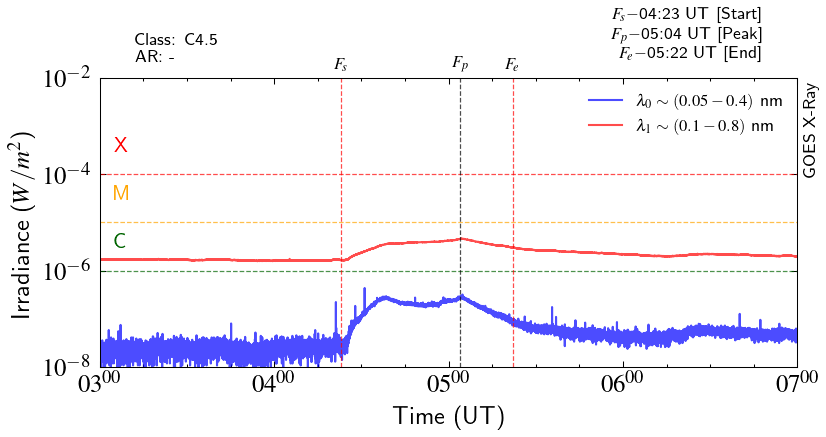 Class: C4.5
AR: -
Fₛ−04:23 UT [Start]
Fₚ−05:04 UT [Peak]
Fₑ−05:22 UT [End]
Fₛ Fₚ Fₑ
λ₀ ∼ (0.05 − 0.4) nm
λ₁ ∼ (0.1 − 0.8) nm
GOES X-Ray
X
M
C
Irradiance (W/m²)
10⁻²
10⁻⁴
10⁻⁶
10⁻⁸
03⁰⁰ 04⁰⁰ 05⁰⁰ 06⁰⁰ 07⁰⁰
Time (UT)